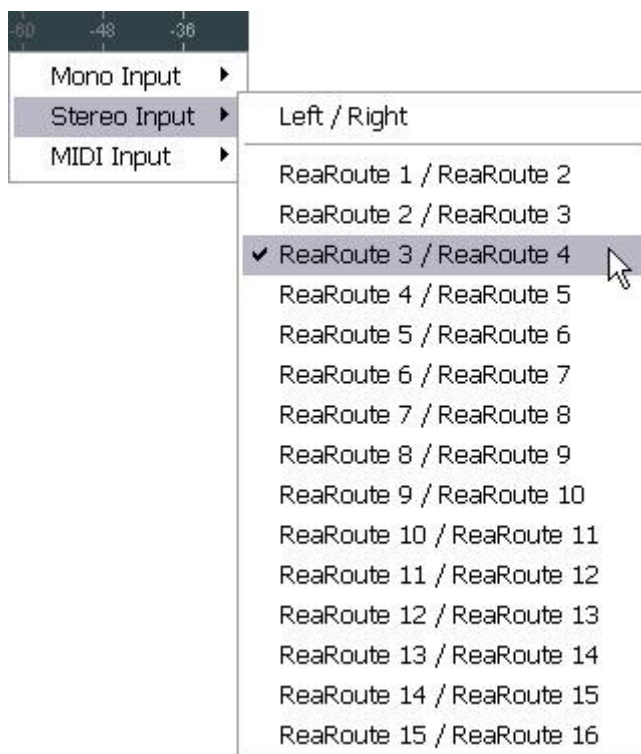 -60 -48 -36
Mono Input
Stereo Input
MIDI Input
Left / Right
ReaRoute 1 / ReaRoute 2
ReaRoute 2 / ReaRoute 3
ReaRoute 3 / ReaRoute 4
ReaRoute 4 / ReaRoute 5
ReaRoute 5 / ReaRoute 6
ReaRoute 6 / ReaRoute 7
ReaRoute 7 / ReaRoute 8
ReaRoute 8 / ReaRoute 9
ReaRoute 9 / ReaRoute 10
ReaRoute 10 / ReaRoute 11
ReaRoute 11 / ReaRoute 12
ReaRoute 12 / ReaRoute 13
ReaRoute 13 / ReaRoute 14
ReaRoute 14 / ReaRoute 15
ReaRoute 15 / ReaRoute 16